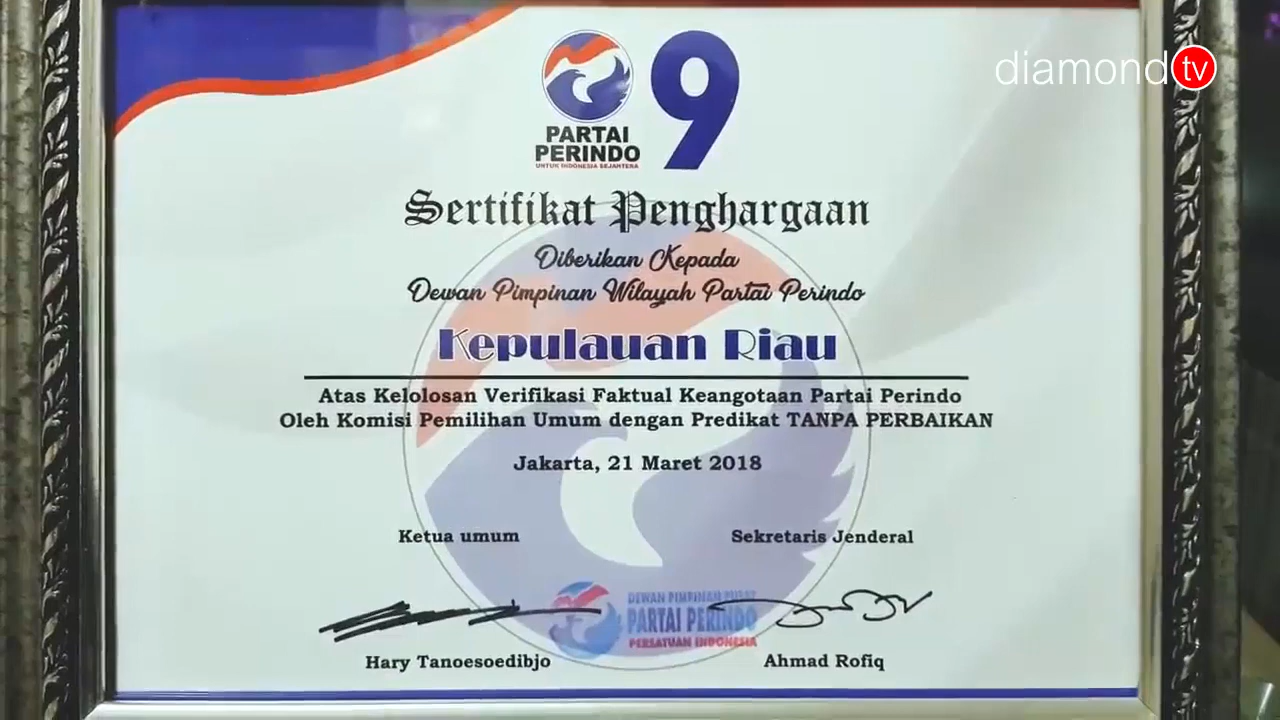 diamond tv
9
PARTAI
PERINDO
UNTUK INDONESIA SEJAHTERA
Sertifikat Penghargaan
Diberikan Kepada
Dewan Pimpinan Wilayah Partai Perindo
Kepulauan Riau
Atas Kelolosan Verifikasi Faktual Keangotaan Partai Perindo
Oleh Komisi Pemilihan Umum dengan Predikat TANPA PERBAIKAN
Jakarta, 21 Maret 2018
Ketua umum Sekretaris Jenderal
DEWAN PIMPINAN PUSAT
PARTAI PERINDO
PERSATUAN INDONESIA
Hary Tanoesoedibjo Ahmad Rofiq